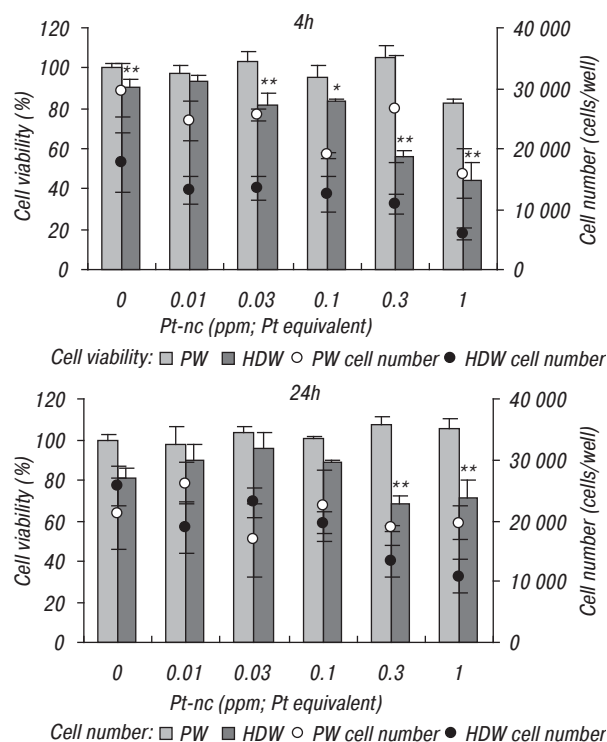 4h
120
100
80
60
40
20
0
Cell viability (%)
** ** * ** **
40 000
30 000
20 000
10 000
0
Cell number (cells/well)
0 0.01 0.03 0.1 0.3 1
Pt-nc (ppm; Pt equivalent)
Cell viability: PW HDW PW cell number HDW cell number
24h
120
100
80
60
40
20
0
Cell viability (%)
** **
40 000
30 000
20 000
10 000
0
Cell number (cells/well)
0 0.01 0.03 0.1 0.3 1
Pt-nc (ppm; Pt equivalent)
Cell number: PW HDW PW cell number HDW cell number